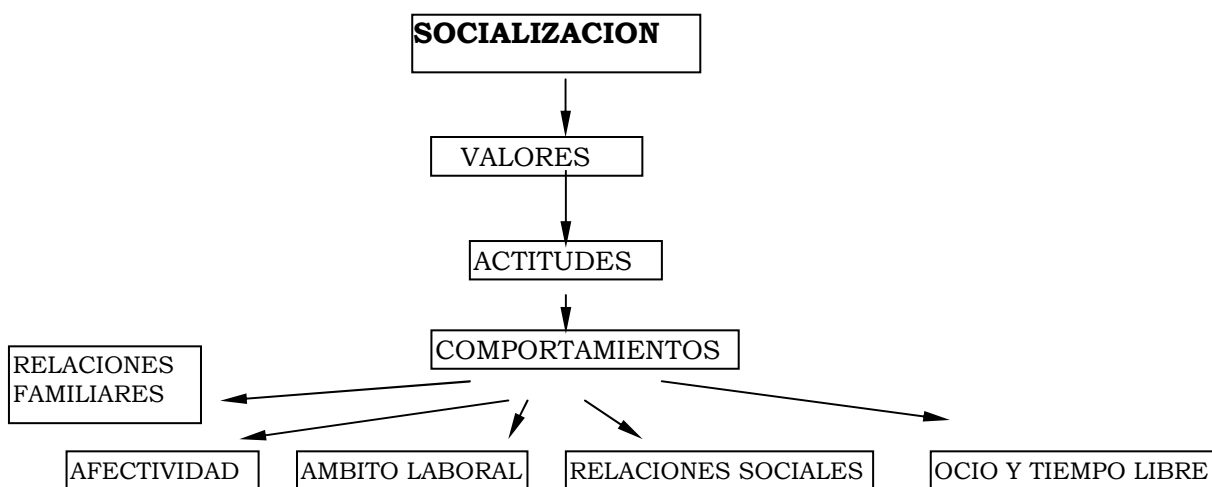 SOCIALIZACION
VALORES
ACTITUDES
COMPORTAMIENTOS
RELACIONES
FAMILIARES
AFECTIVIDAD
AMBITO LABORAL
RELACIONES SOCIALES
OCIO Y TIEMPO LIBRE